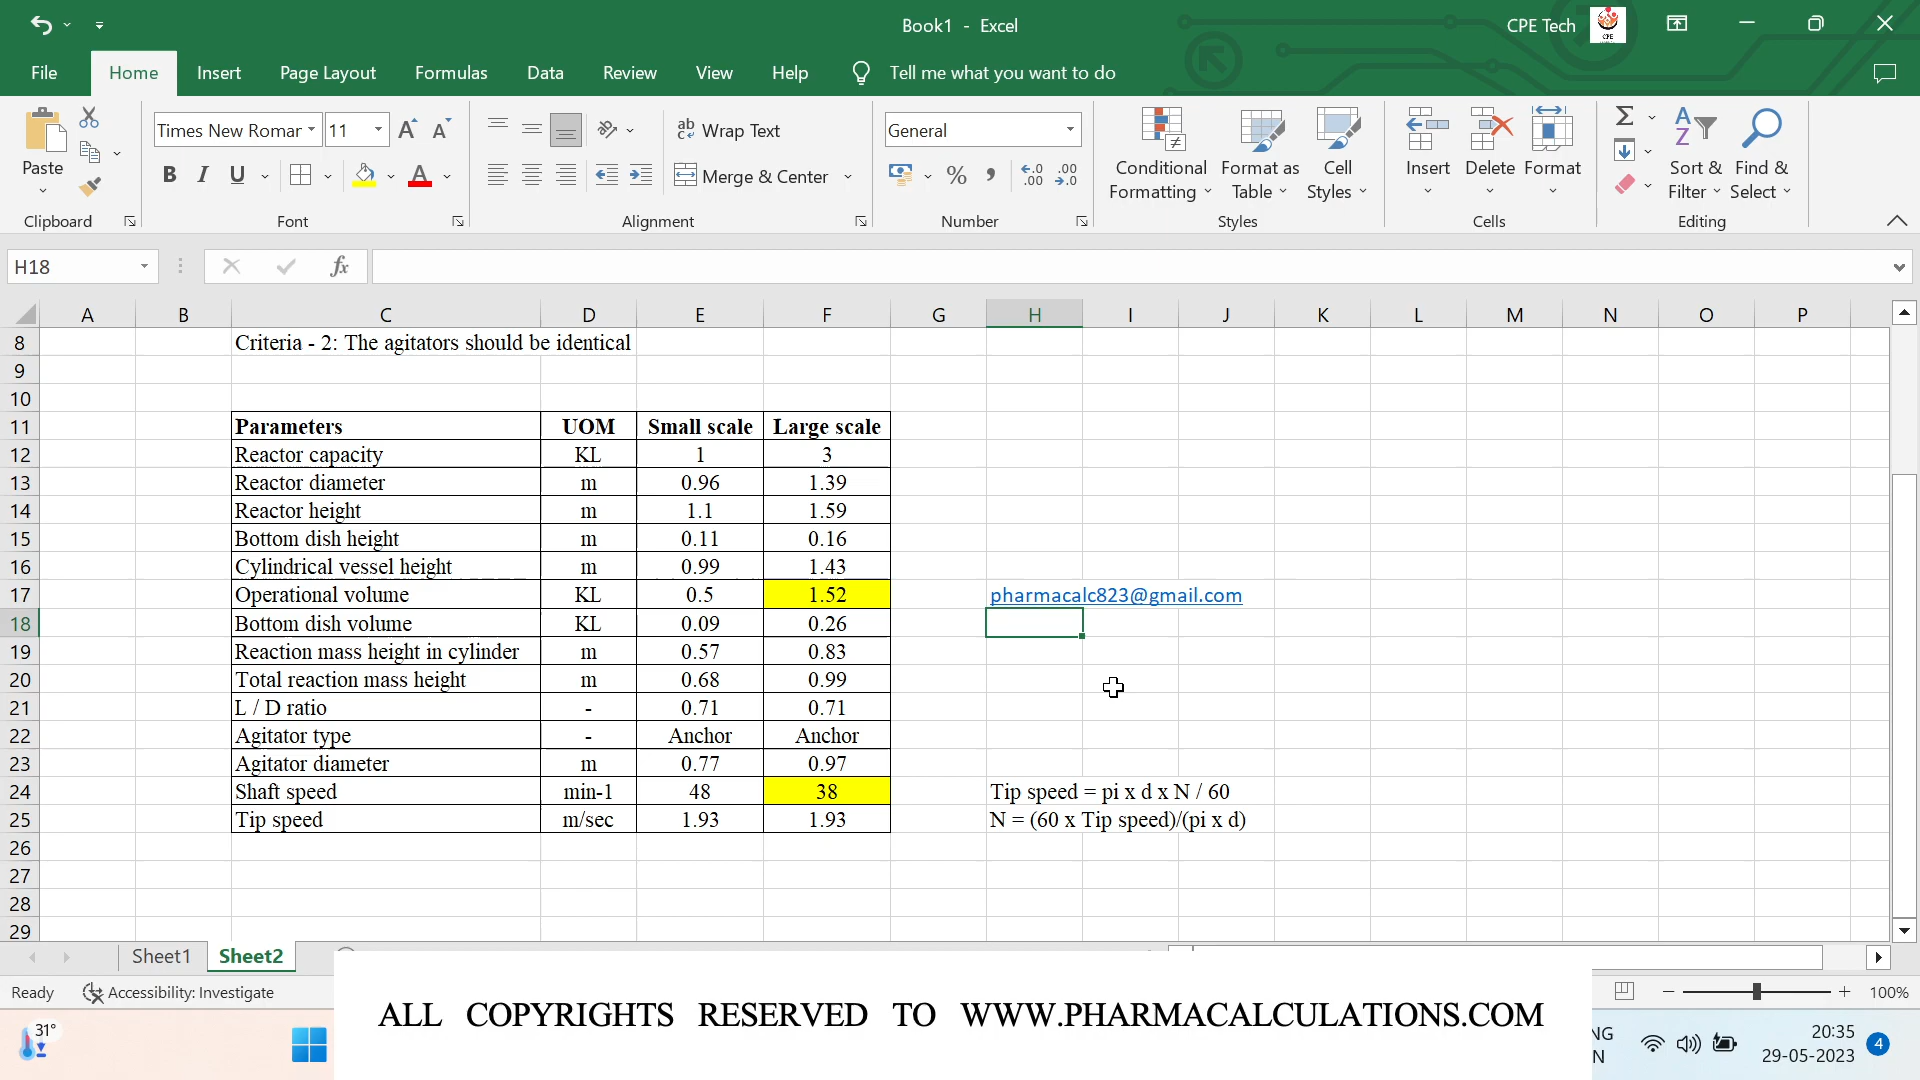 Book1 - Excel
CPE Tech
CPE
File Home Insert Page Layout Formulas Data Review View Help Tell me what you want to do
Paste
Clipboard
Times New Romar 11
B I U
Font
Wrap Text
Merge & Center
Alignment
General
Number
Conditional Formatting
Format as Table
Cell Styles
Styles
Insert Delete Format
Cells
Sort & Filter
Find & Select
Editing
H18
fx
A B C D E F G H I J K L M N O P
8 Criteria - 2: The agitators should be identical
9
10
11 Parameters UOM Small scale Large scale
12 Reactor capacity KL 1 3
13 Reactor diameter m 0.96 1.39
14 Reactor height m 1.1 1.59
15 Bottom dish height m 0.11 0.16
16 Cylindrical vessel height m 0.99 1.43
17 Operational volume KL 0.5 1.52 pharmacalc823@gmail.com
18 Bottom dish volume KL 0.09 0.26
19 Reaction mass height in cylinder m 0.57 0.83
20 Total reaction mass height m 0.68 0.99
21 L / D ratio - 0.71 0.71
22 Agitator type - Anchor Anchor
23 Agitator diameter m 0.77 0.97
24 Shaft speed min-1 48 38 Tip speed = pi x d x N / 60
25 Tip speed m/sec 1.93 1.93 N = (60 x Tip speed)/(pi x d)
26
27
28
29
Sheet1 Sheet2
Ready Accessibility: Investigate
100%
ALL COPYRIGHTS RESERVED TO WWW.PHARMACALCULATIONS.COM
31°
NG
N
20:35
29-05-2023
4